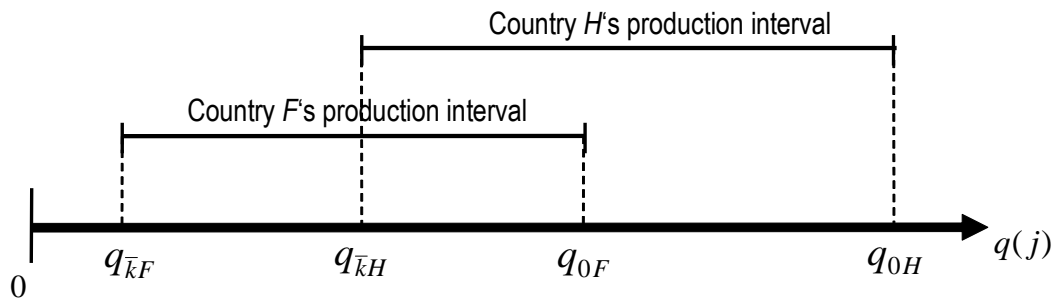 Country H‘s production interval
Country F‘s production interval
0
q_{k̅F}
q_{k̅H}
q_{0F}
q_{0H}
q(j)